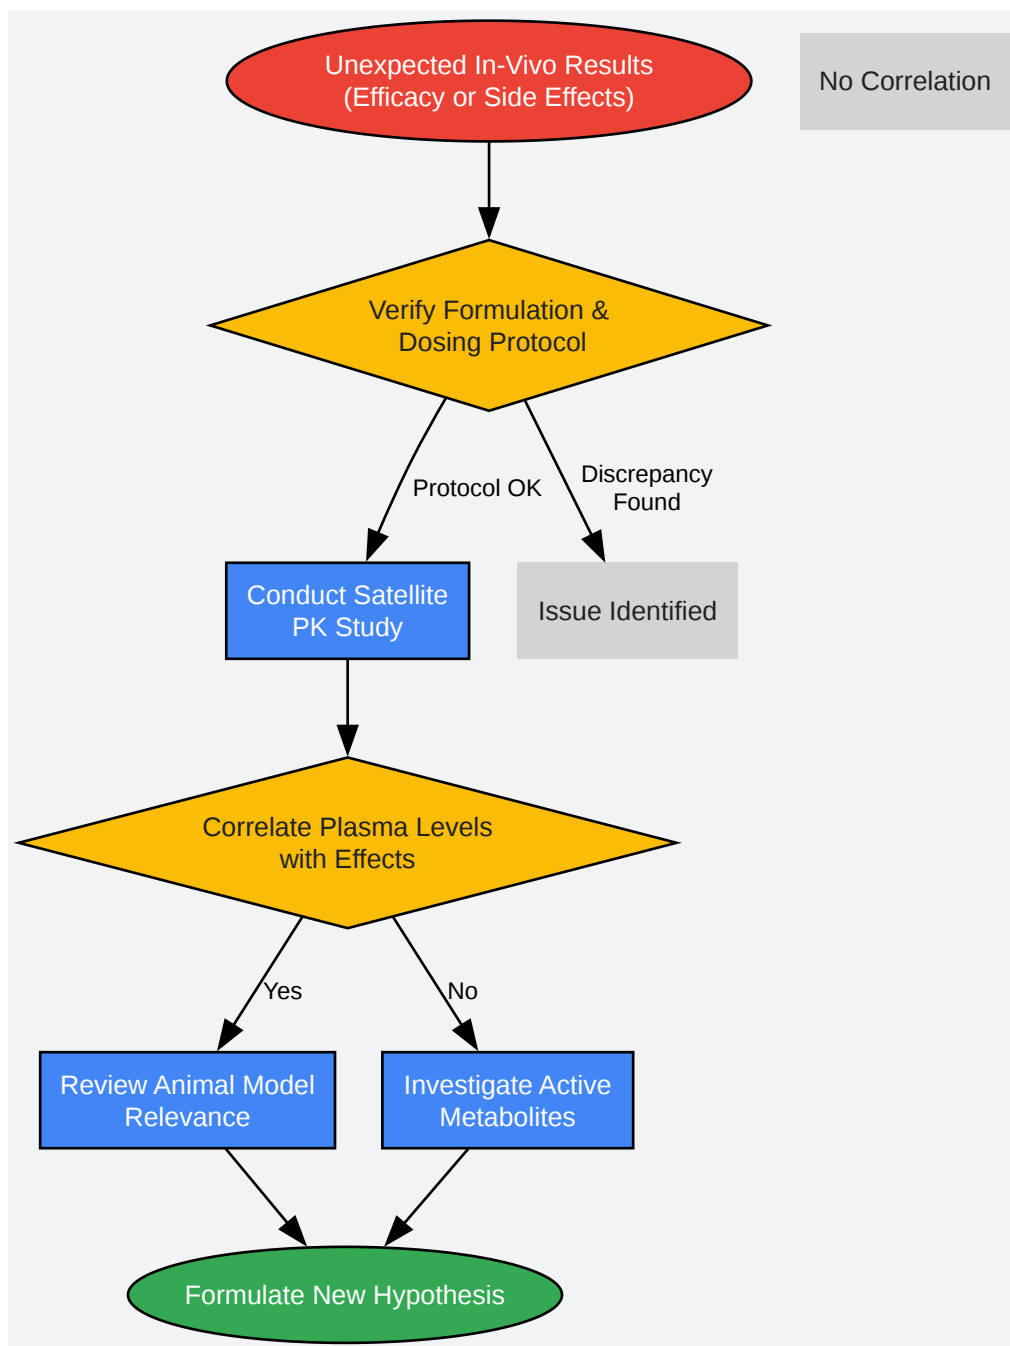 Unexpected In-Vivo Results
(Efficacy or Side Effects)
No Correlation
Verify Formulation &
Dosing Protocol
Protocol OK
Discrepancy
Found
Conduct Satellite
PK Study
Issue Identified
Correlate Plasma Levels
with Effects
Yes
No
Review Animal Model
Relevance
Investigate Active
Metabolites
Formulate New Hypothesis